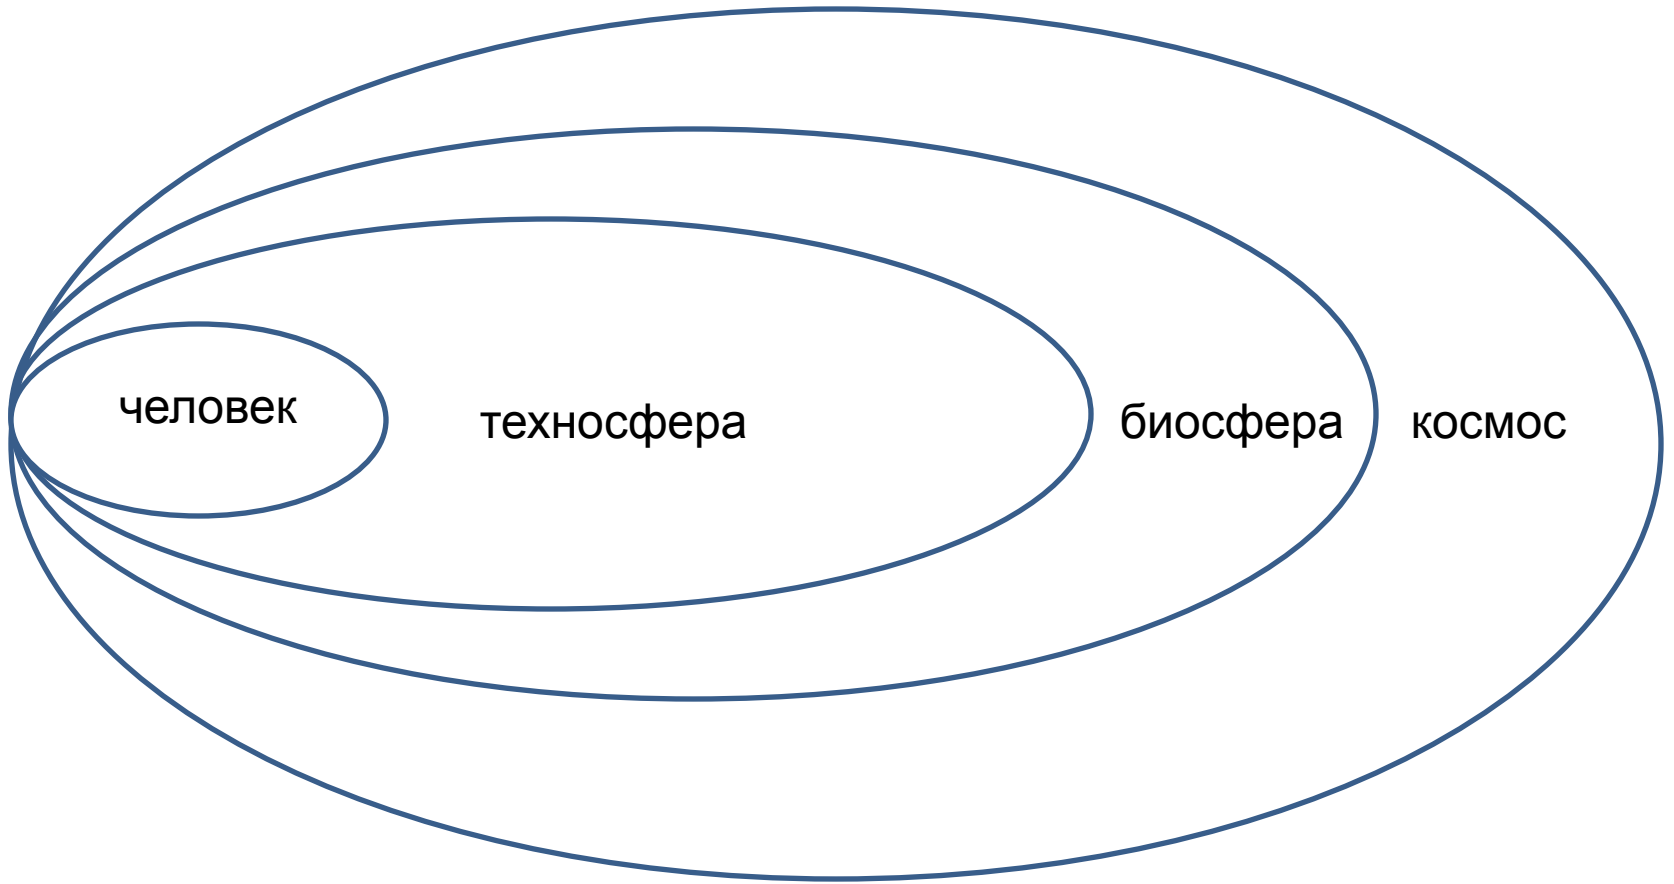 человек
техносфера
биосфера
космос